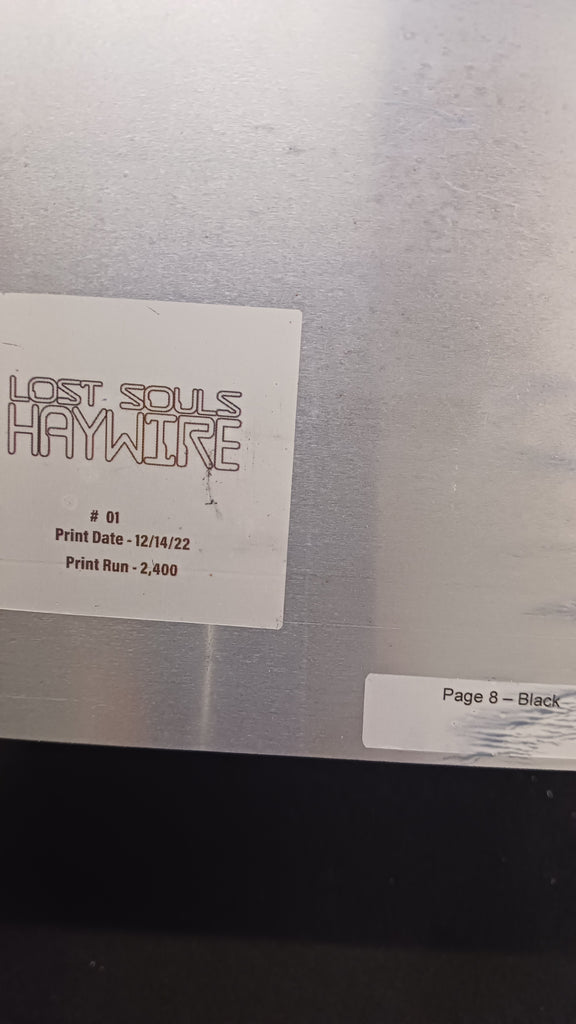 LOST SOULS
HAYWIRE
# 01
Print Date - 12/14/22
Print Run - 2,400
Page 8 – Black